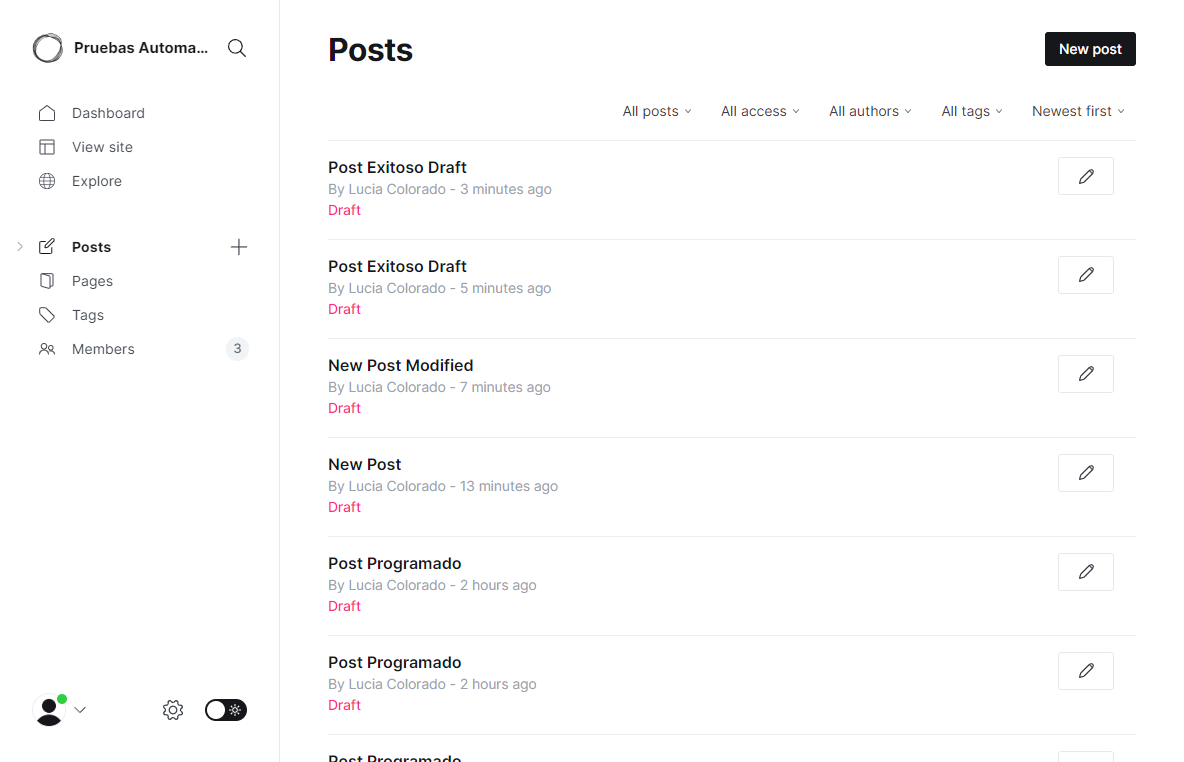 Pruebas Automa...
Dashboard
View site
Explore
Posts
Pages
Tags
Members 3
Posts
New post
All posts All access All authors All tags Newest first
Post Exitoso Draft
By Lucia Colorado - 3 minutes ago
Draft
Post Exitoso Draft
By Lucia Colorado - 5 minutes ago
Draft
New Post Modified
By Lucia Colorado - 7 minutes ago
Draft
New Post
By Lucia Colorado - 13 minutes ago
Draft
Post Programado
By Lucia Colorado - 2 hours ago
Draft
Post Programado
By Lucia Colorado - 2 hours ago
Draft
Post Programado